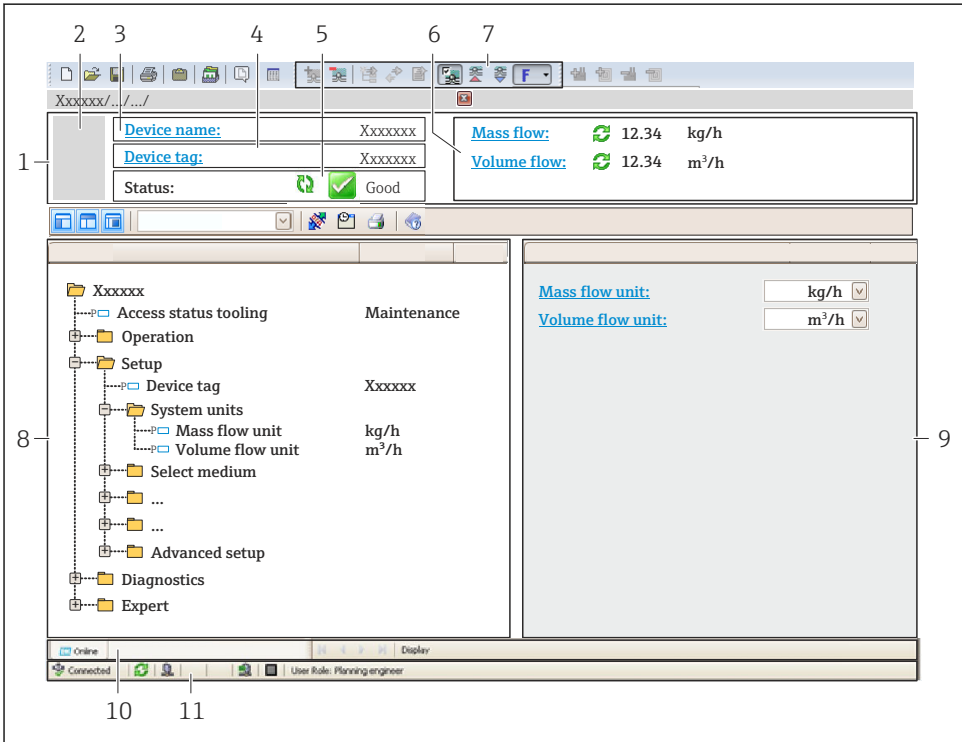 2 3 4 5 6 7
F
Xxxxxx/.../.../
1
Device name: Xxxxxxx
Device tag: Xxxxxxx
Status: Good
Mass flow: 12.34 kg/h
Volume flow: 12.34 m³/h
Xxxxxx
P Access status tooling Maintenance
Operation
Setup
P Device tag Xxxxxx
System units
P Mass flow unit kg/h
P Volume flow unit m³/h
Select medium
...
...
Advanced setup
Diagnostics
Expert
8
Mass flow unit: kg/h
Volume flow unit: m³/h
9
Online Display
Connected User Role: Planning engineer
10 11